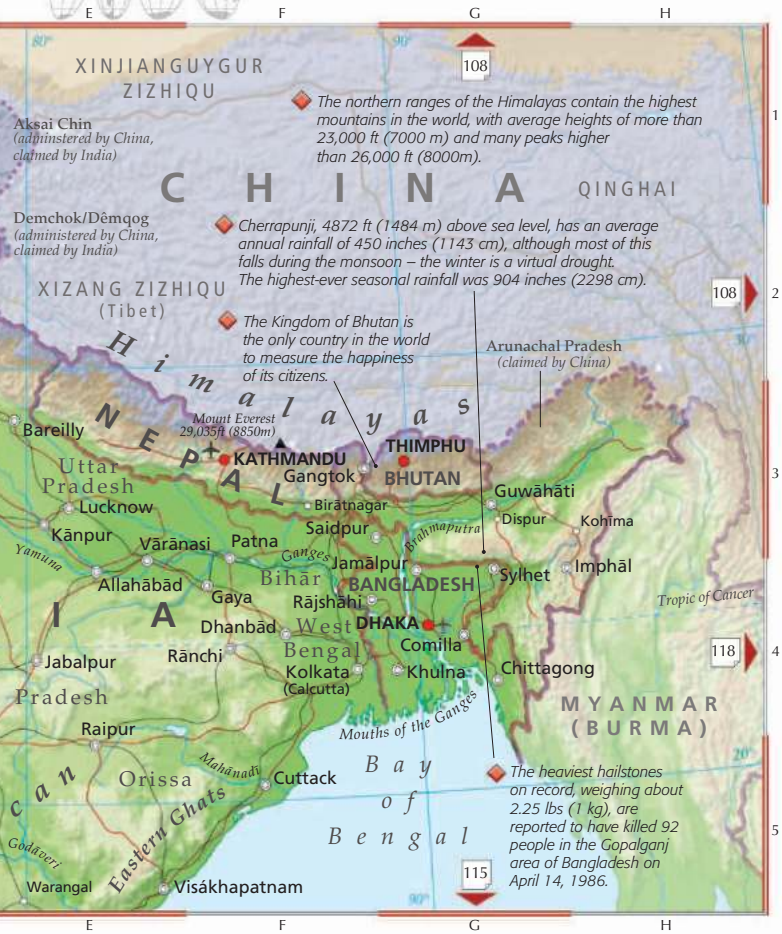 E
F
G
H
80°
90°
108
XINJIANGUYGUR
ZIZHIQU
The northern ranges of the Himalayas contain the highest
mountains in the world, with average heights of more than
23,000 ft (7000 m) and many peaks higher
than 26,000 ft (8000m).
1
Aksai Chin
(adminstered by China,
claimed by India)
CHINA
QINGHAI
Demchok/Dêmqog
(administered by China,
claimed by India)
Cherrapunji, 4872 ft (1484 m) above sea level, has an average
annual rainfall of 450 inches (1143 cm), although most of this
falls during the monsoon – the winter is a virtual drought.
The highest-ever seasonal rainfall was 904 inches (2298 cm).
XIZANG ZIZHIQU
(Tibet)
108
2
The Kingdom of Bhutan is
the only country in the world
to measure the happiness
of its citizens.
30°
Arunachal Pradesh
(claimed by China)
Himalayas
Mount Everest
29,035ft (8850m)
NEPAL
Bareilly
KATHMANDU
THIMPHU
Gangtok
BHUTAN
3
Uttar
Pradesh
Lucknow
Birātnagar
Guwāhāti
Dispur
Kohīma
Kānpur
Saidpur
Brahmaputra
Yamuna
Vārānasi
Patna
Ganges
Jamālpur
Sylhet
Imphāl
Allahābād
Gaya
Bihār
BANGLADESH
Rājshāhi
Tropic of Cancer
I A
Dhanbād
West
Bengal
DHAKA
Comilla
118
4
Jabalpur
Rānchi
Kolkata
(Calcutta)
Khulna
Chittagong
Pradesh
MYANMAR
(BURMA)
Raipur
Mouths of the Ganges
20°
Mahānadi
Orissa
Cuttack
Bay
of
Bengal
The heaviest hailstones
on record, weighing about
2.25 lbs (1 kg), are
reported to have killed 92
people in the Gopalganj
area of Bangladesh on
April 14, 1986.
can
Eastern Ghats
5
Godāveri
115
Warangal
Visákhapatnam
90°
E
F
G
H